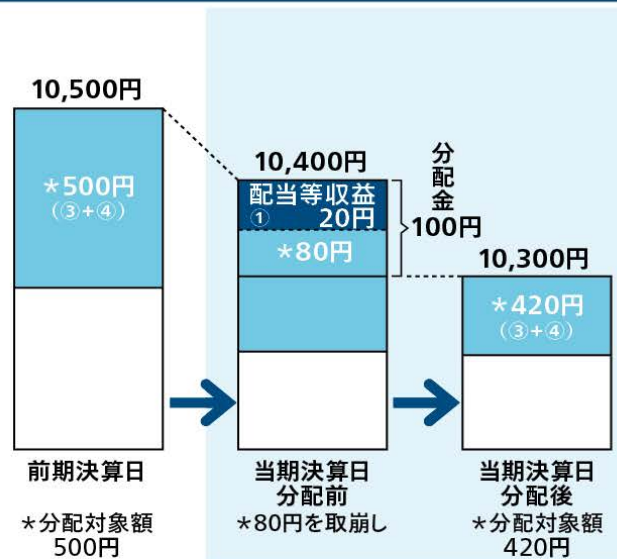 10,500円
*500円
(③+④)
前期決算日
*分配対象額
500円
10,400円
配当等収益
① 20円
*80円
分配金
100円
当期決算日
分配前
*80円を取崩し
10,300円
*420円
(③+④)
当期決算日
分配後
*分配対象額
420円